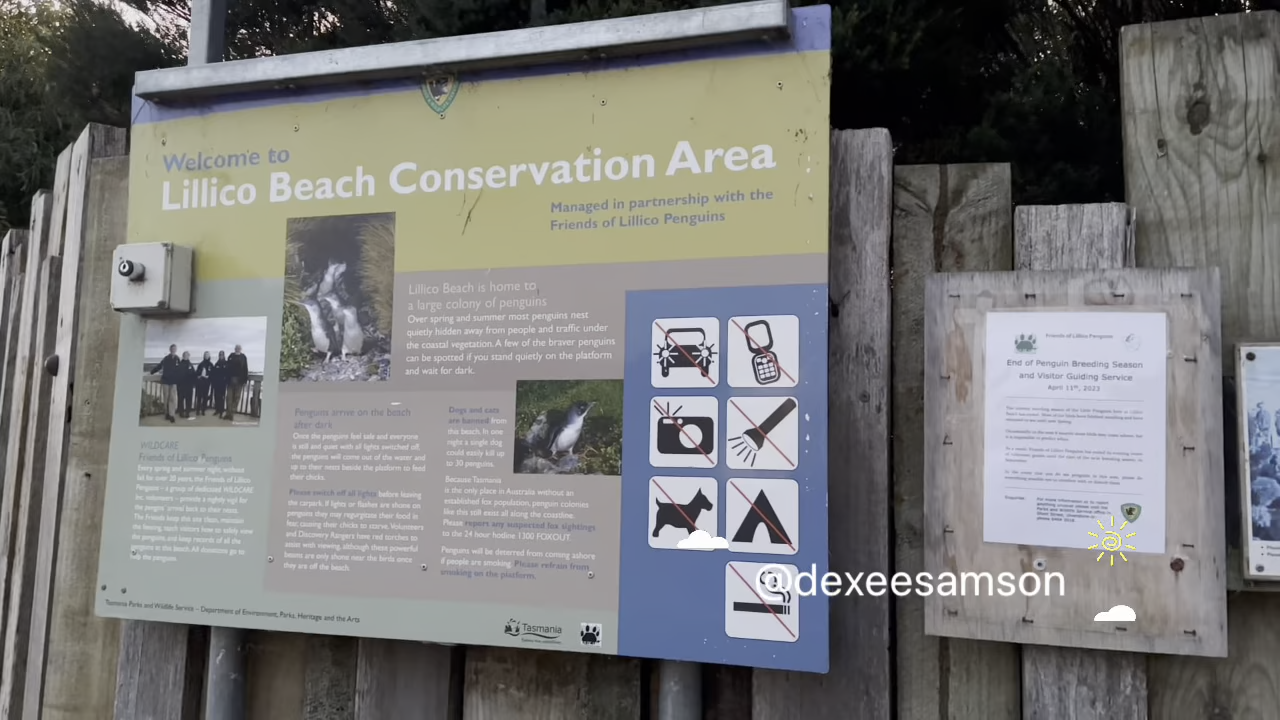 Welcome to
Lillico Beach Conservation Area
Managed in partnership with the
Friends of Lillico Penguins
Lillico Beach is home to
a large colony of penguins
Over spring and summer most penguins nest
quietly hidden away from people and traffic under
the coastal vegetation. A few of the braver penguins
can be spotted if you stand quietly on the platform
and wait for dark.
WILDCARE
Friends of Lillico Penguins
Every spring and summer night, without
fail for over 20 years, the Friends of Lillico
Penguins – a group of dedicated WILDCARE
Inc. volunteers – provide a nightly vigil for
the penguins' arrival back to their nests.
The Friends keep the site clean, maintain
the fencing, teach visitors how to safely view
the penguins, and keep records of all the
penguins on the beach. All donations go to
help the penguins.
Penguins arrive on the beach
after dark
Once the penguins feel safe and everyone
is still and quiet with all lights switched off,
the penguins will come out of the water and
up to their nests beside the platform to feed
their chicks.
Please switch off all lights before leaving
the carpark. If lights or flashes are shone on
penguins they may regurgitate their food in
fear, causing their chicks to starve. Volunteers
and Discovery Rangers have red torches to
assist with viewing, although these powerful
beams are only shone near the birds once
they are off the beach.
Dogs and cats
are banned from
this beach. In one
night a single dog
could easily kill up
to 30 penguins.
Because Tasmania
is the only place in Australia without an
established fox population, penguin colonies
like this still exist all along the coastline.
Please report any suspected fox sightings
to the 24 hour hotline 1300 FOXOUT.
Penguins will be deterred from coming ashore
if people are smoking. Please refrain from
smoking on the platform.
Tasmania Parks and Wildlife Service – Department of Environment, Parks, Heritage and the Arts
Tasmania
Friends of Lillico Penguins
End of Penguin Breeding Season
and Visitor Guiding Service
April 11th, 2023
@dexeesamson